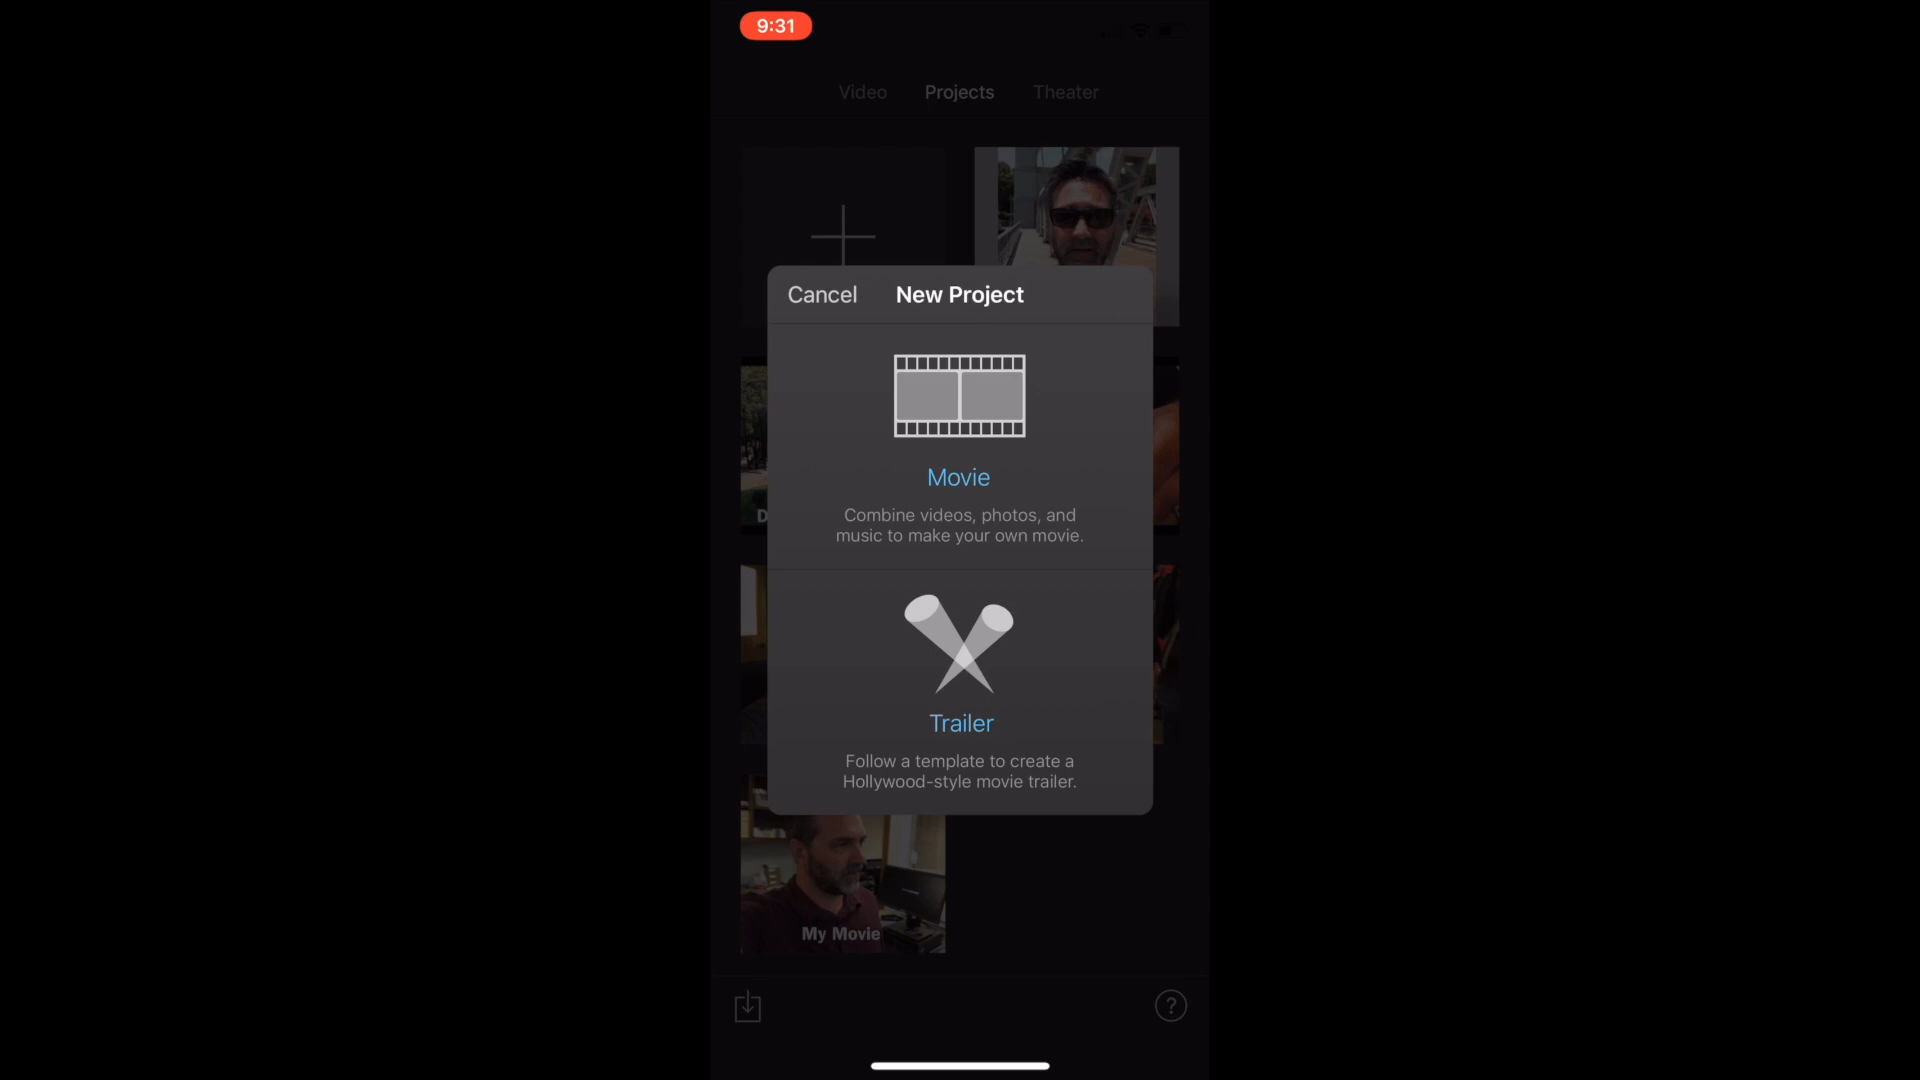 9:31
Video Projects Theater
Cancel New Project
Movie
Combine videos, photos, and
music to make your own movie.
D
Trailer
Follow a template to create a
Hollywood-style movie trailer.
My Movie
?